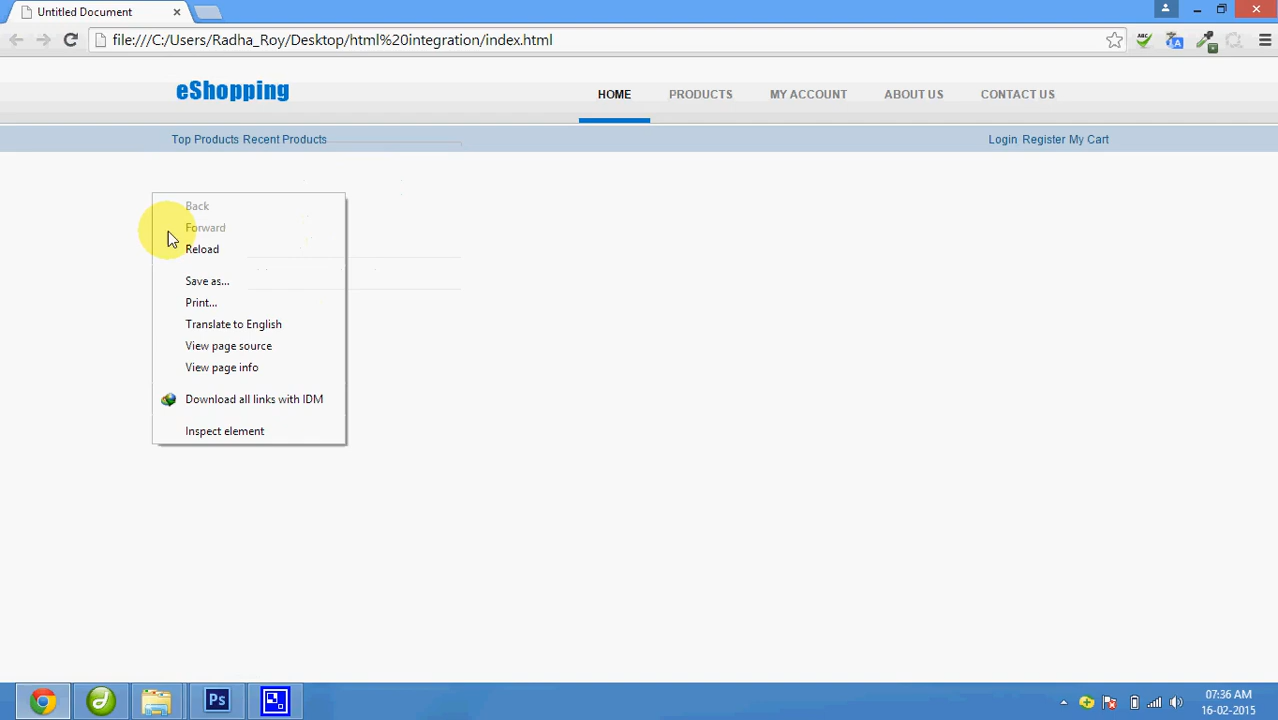 Untitled Document
file:///C:/Users/Radha_Roy/Desktop/html%20integration/index.html
ABC
eShopping
HOME PRODUCTS MY ACCOUNT ABOUT US CONTACT US
Top Products Recent Products Login Register My Cart
Back
Forward
Reload
Save as...
Print...
Translate to English
View page source
View page info
Download all links with IDM
Inspect element
Ps
07:36 AM
16-02-2015